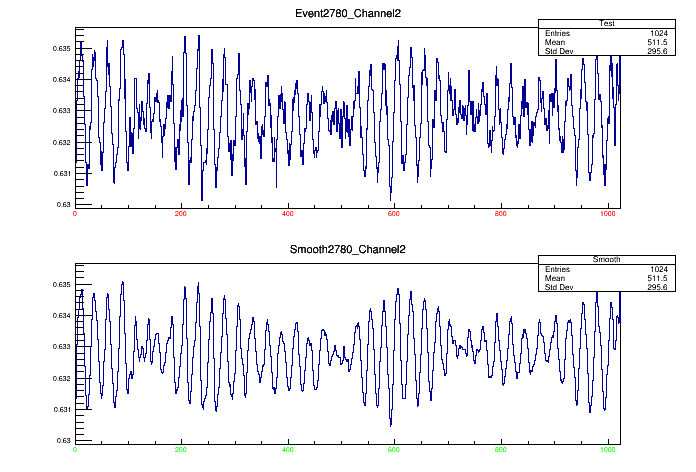 Event2780_Channel2
Test
Entries 1024
Mean 511.5
Std Dev 295.6
0.635
0.634
0.633
0.632
0.631
0.63
0 200 400 600 800 1000
Smooth2780_Channel2
Smooth
Entries 1024
Mean 511.5
Std Dev 295.6
0.635
0.634
0.633
0.632
0.631
0.63
0 200 400 600 800 1000